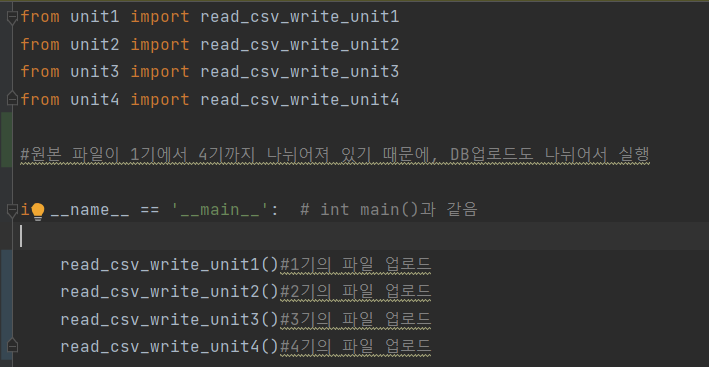 from unit1 import read_csv_write_unit1
from unit2 import read_csv_write_unit2
from unit3 import read_csv_write_unit3
from unit4 import read_csv_write_unit4
#원본 파일이 1기에서 4기까지 나뉘어져 있기 때문에, DB업로드도 나뉘어서 실행
i __name__ == '__main__':  # int main()과 같음
read_csv_write_unit1()#1기의 파일 업로드
read_csv_write_unit2()#2기의 파일 업로드
read_csv_write_unit3()#3기의 파일 업로드
read_csv_write_unit4()#4기의 파일 업로드